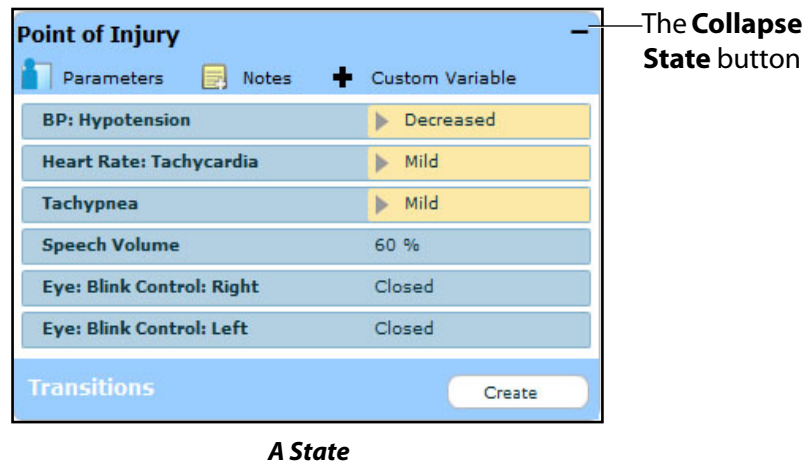 Point of Injury
The Collapse
State button
Parameters Notes Custom Variable
BP: Hypotension Decreased
Heart Rate: Tachycardia Mild
Tachypnea Mild
Speech Volume 60 %
Eye: Blink Control: Right Closed
Eye: Blink Control: Left Closed
Transitions Create
A State